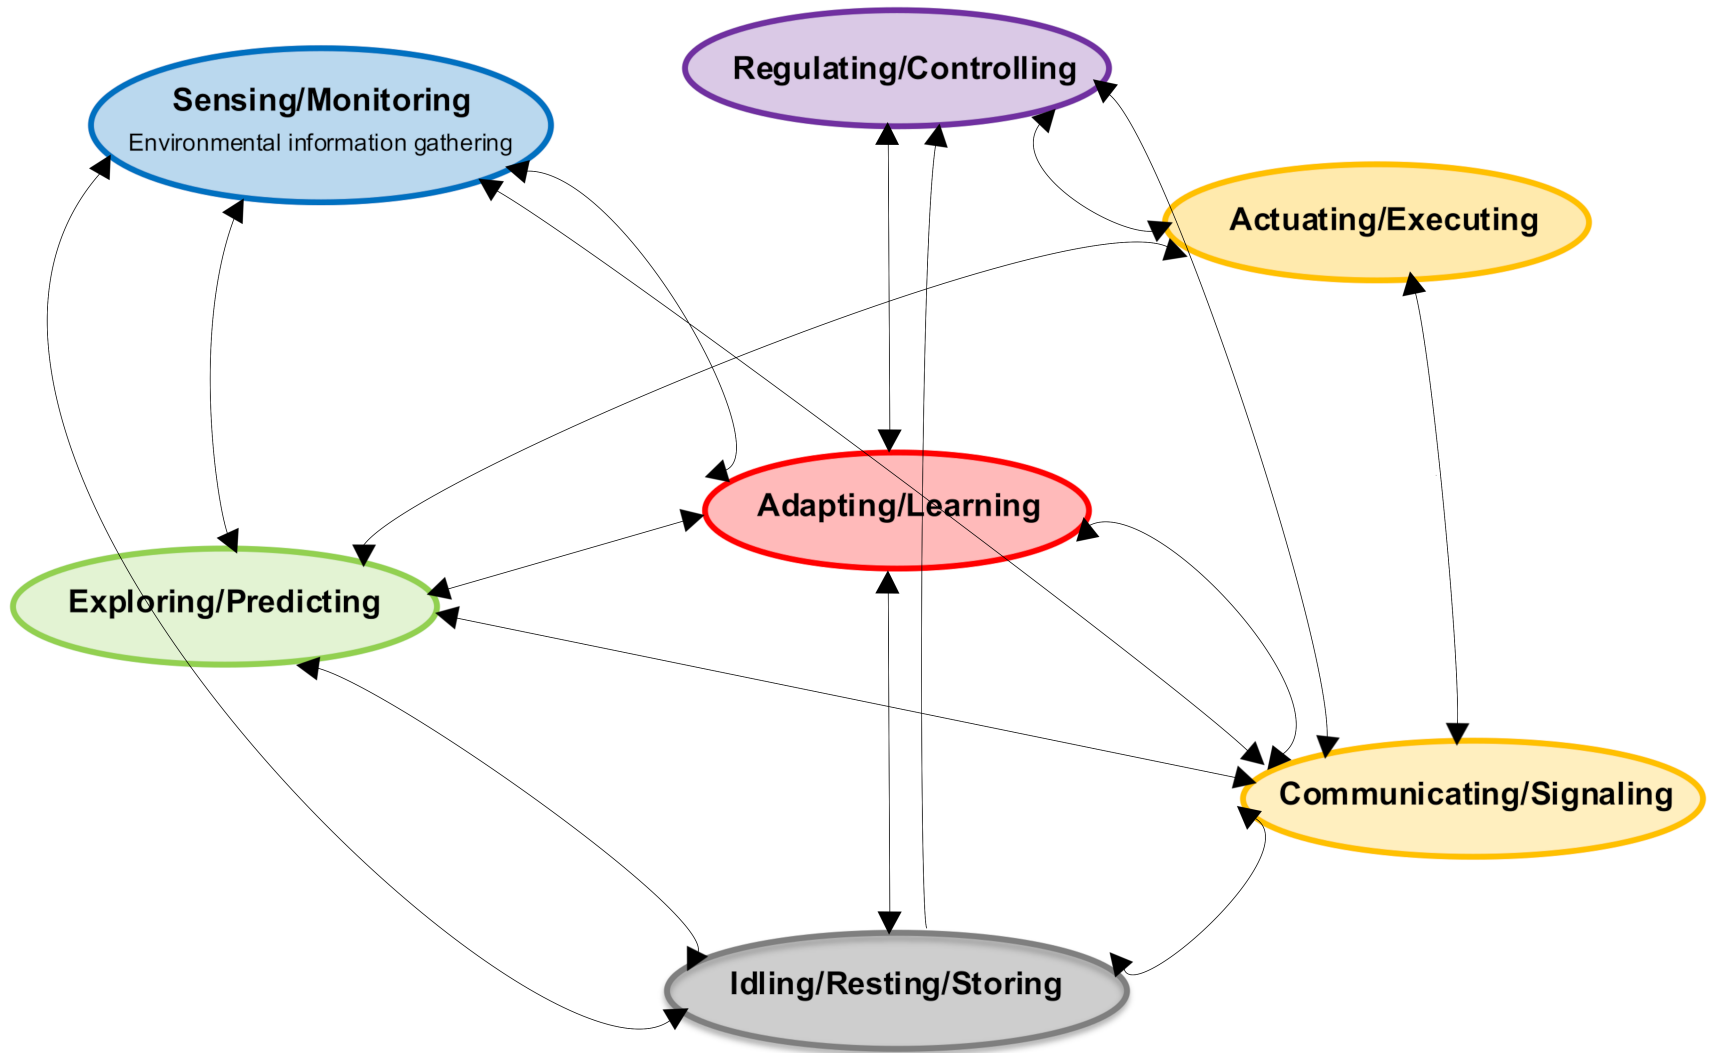 Regulating/Controlling
Sensing/Monitoring
Environmental information gathering
Actuating/Executing
Adapting/Learning
Exploring/Predicting
Communicating/Signaling
Idling/Resting/Storing